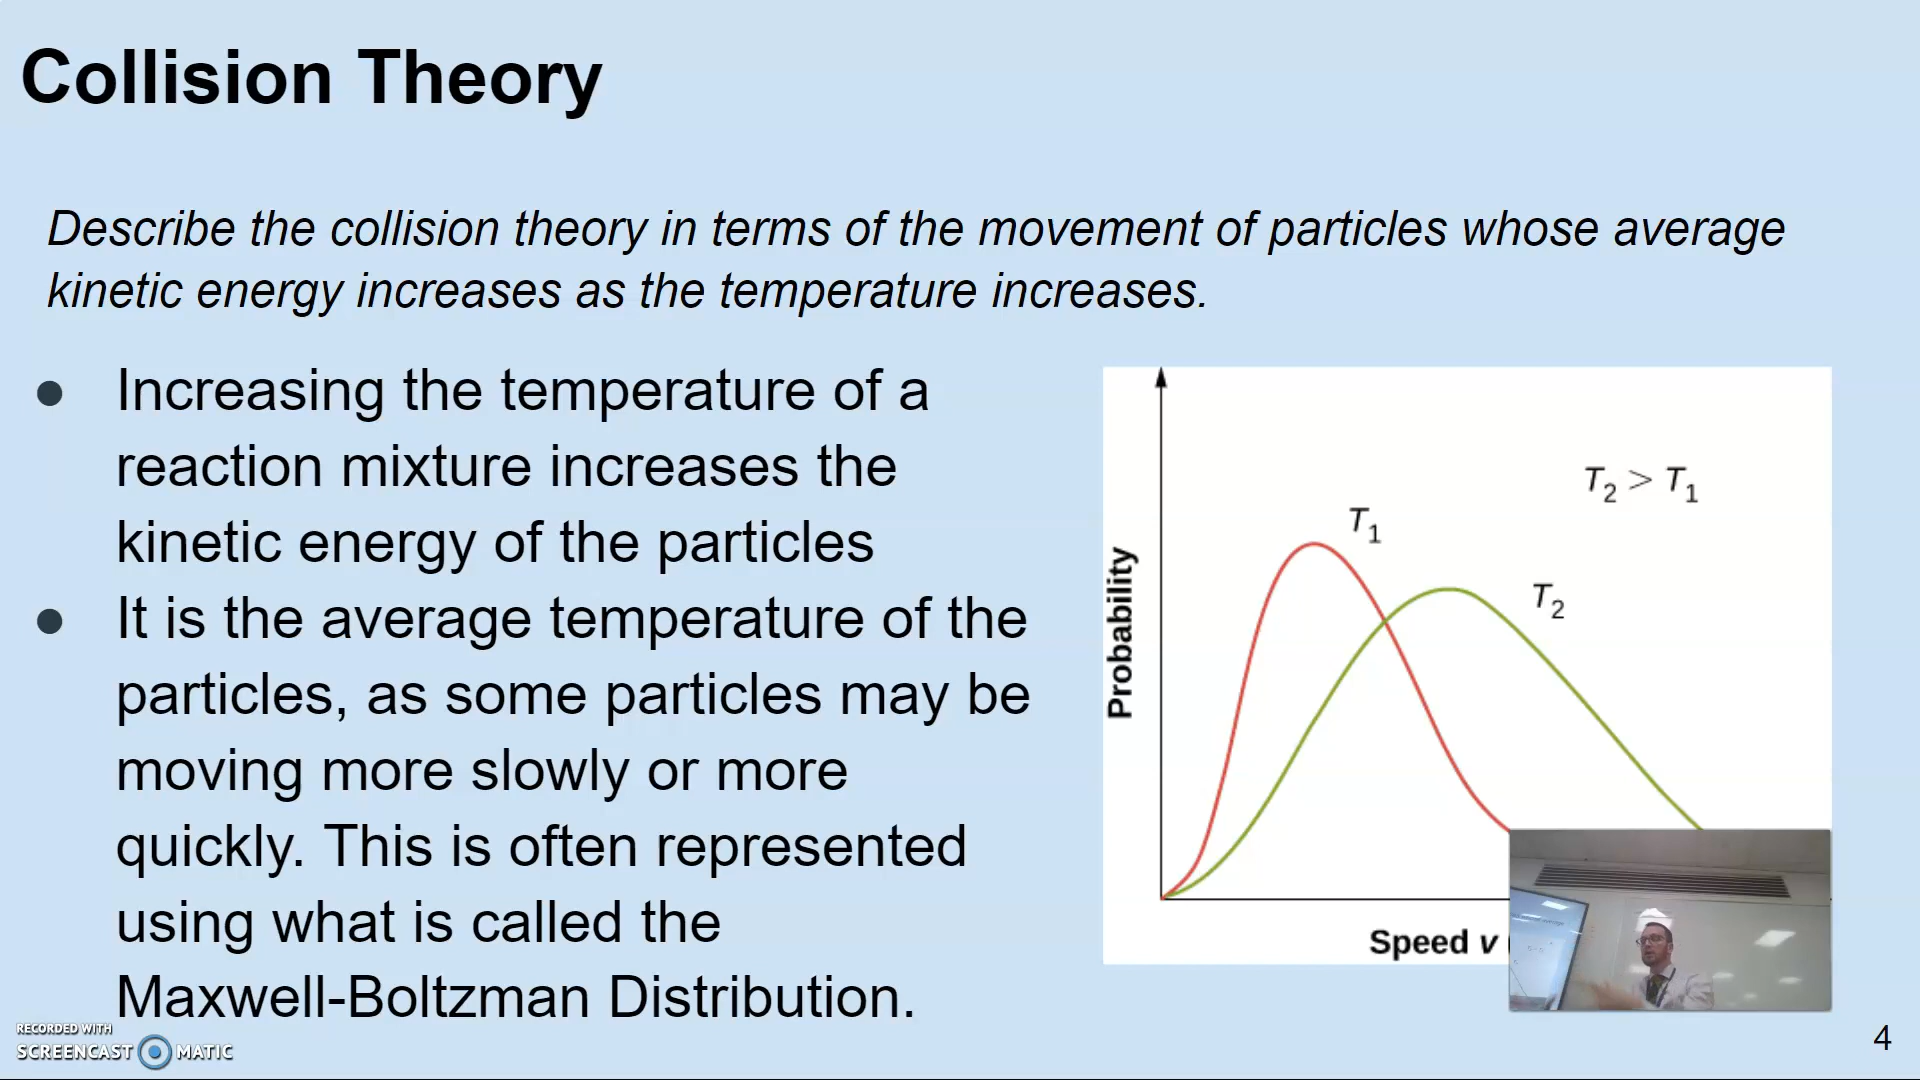 Collision Theory
Describe the collision theory in terms of the movement of particles whose average
kinetic energy increases as the temperature increases.
● Increasing the temperature of a
reaction mixture increases the
kinetic energy of the particles
● It is the average temperature of the
particles, as some particles may be
moving more slowly or more
quickly. This is often represented
using what is called the
Maxwell-Boltzman Distribution.
T2 > T1
T1
T2
Probability
Speed v
RECORDED WITH
SCREENCAST MATIC
4